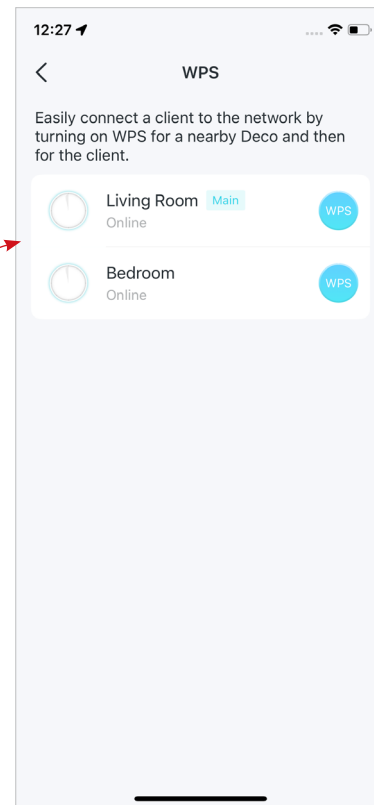 12:27
WPS
Easily connect a client to the network by
turning on WPS for a nearby Deco and then
for the client.
Living Room Main
Online
WPS
Bedroom
Online
WPS